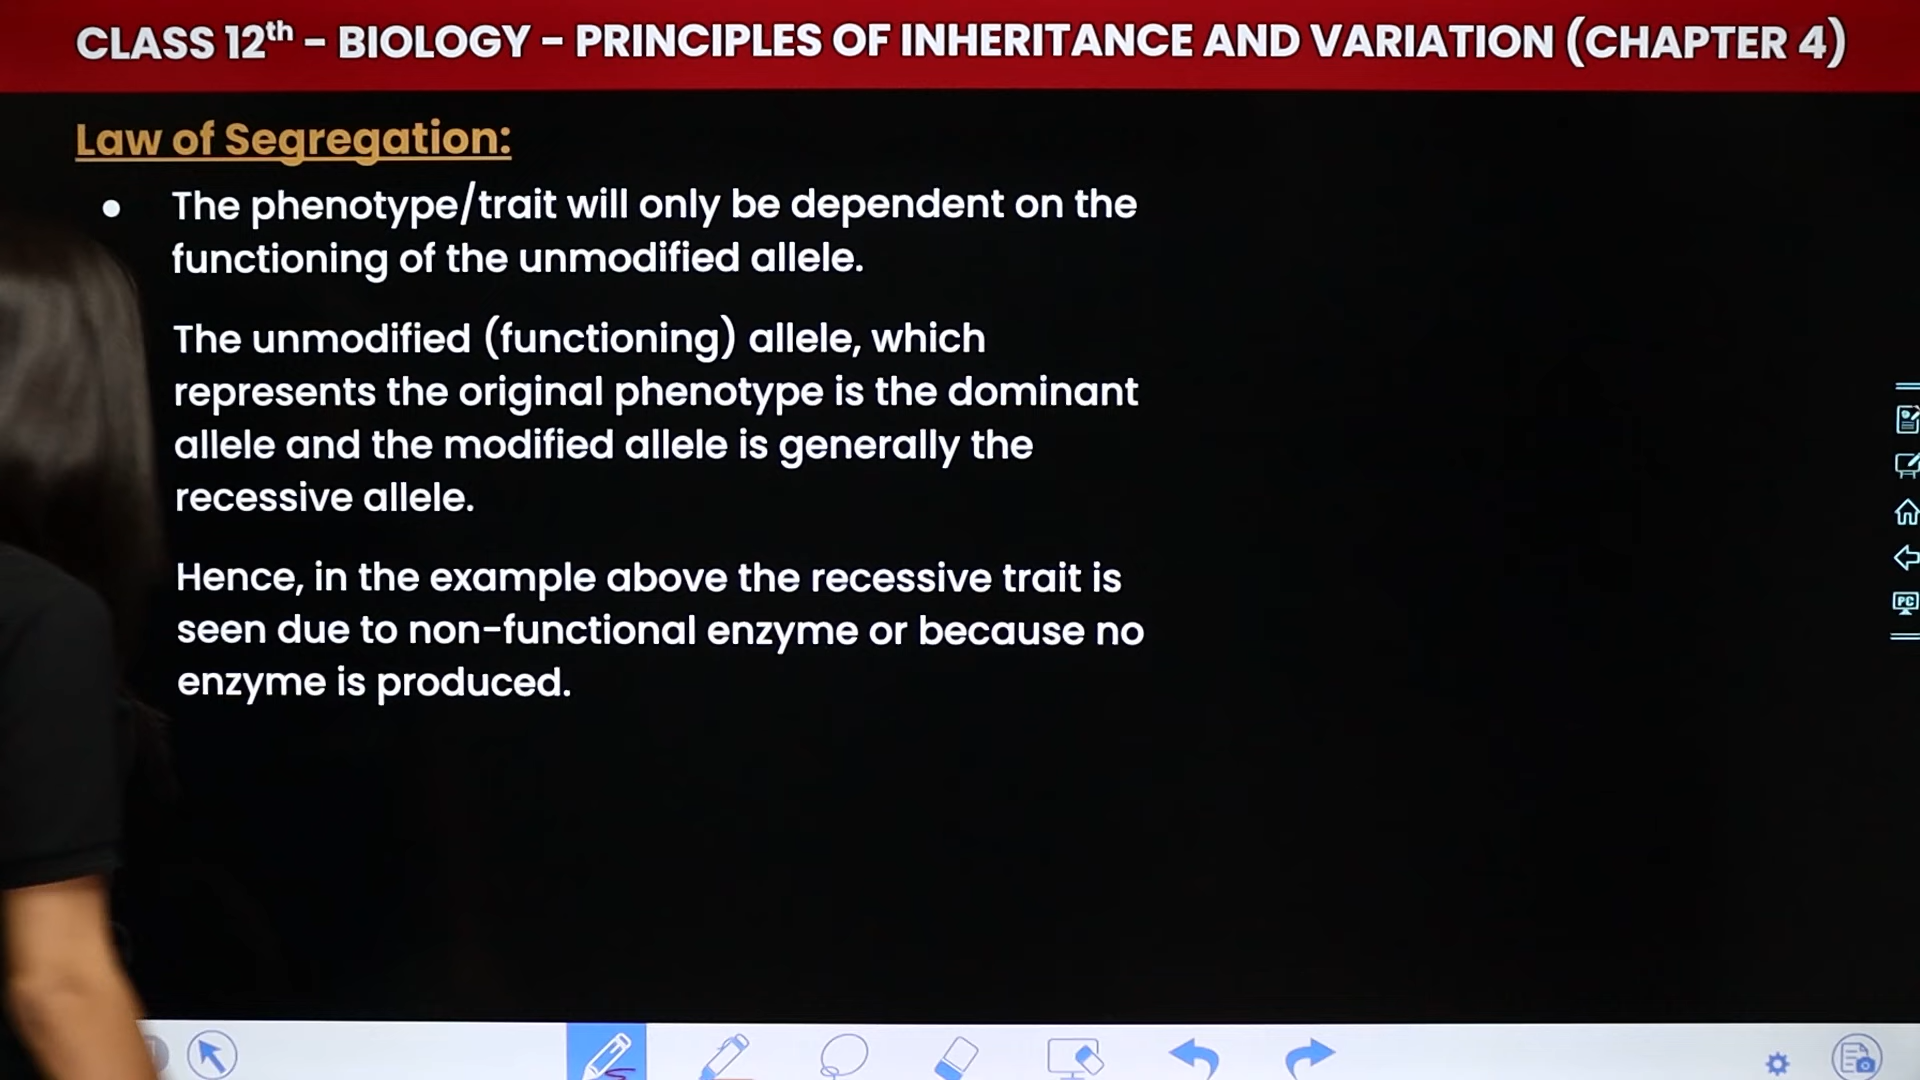 CLASS 12th - BIOLOGY - PRINCIPLES OF INHERITANCE AND VARIATION (CHAPTER 4)
Law of Segregation:
• The phenotype/trait will only be dependent on the
functioning of the unmodified allele.
The unmodified (functioning) allele, which
represents the original phenotype is the dominant
allele and the modified allele is generally the
recessive allele.
Hence, in the example above the recessive trait is
seen due to non-functional enzyme or because no
enzyme is produced.
PC